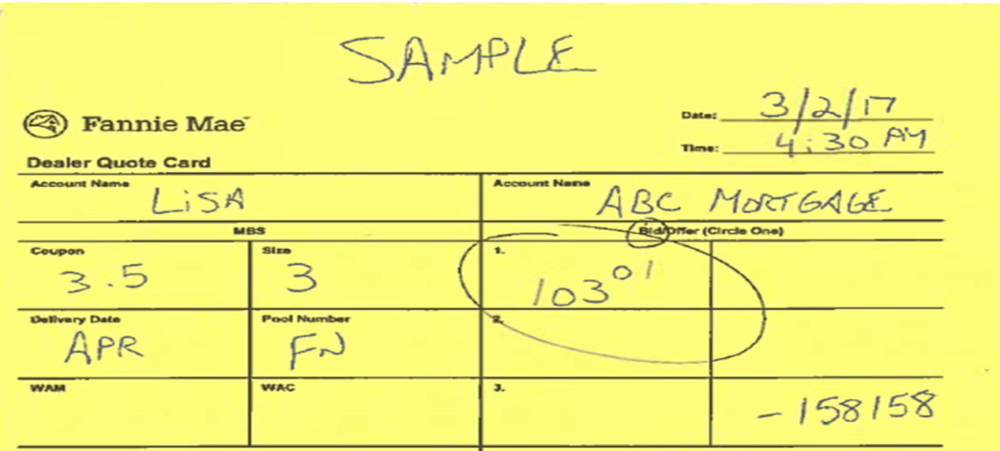 SAMPLE
Fannie Mae
Date: 3/2/17
Time: 4:30 PM
Dealer Quote Card
Account Name LiSA
Account Name ABC MORTGAGE
MBS
Bid/Offer (Circle One)
Coupon 3.5
Size 3
1. 103 01
Delivery Date APR
Pool Number FN
2.
WAM
WAC
3.
-158158